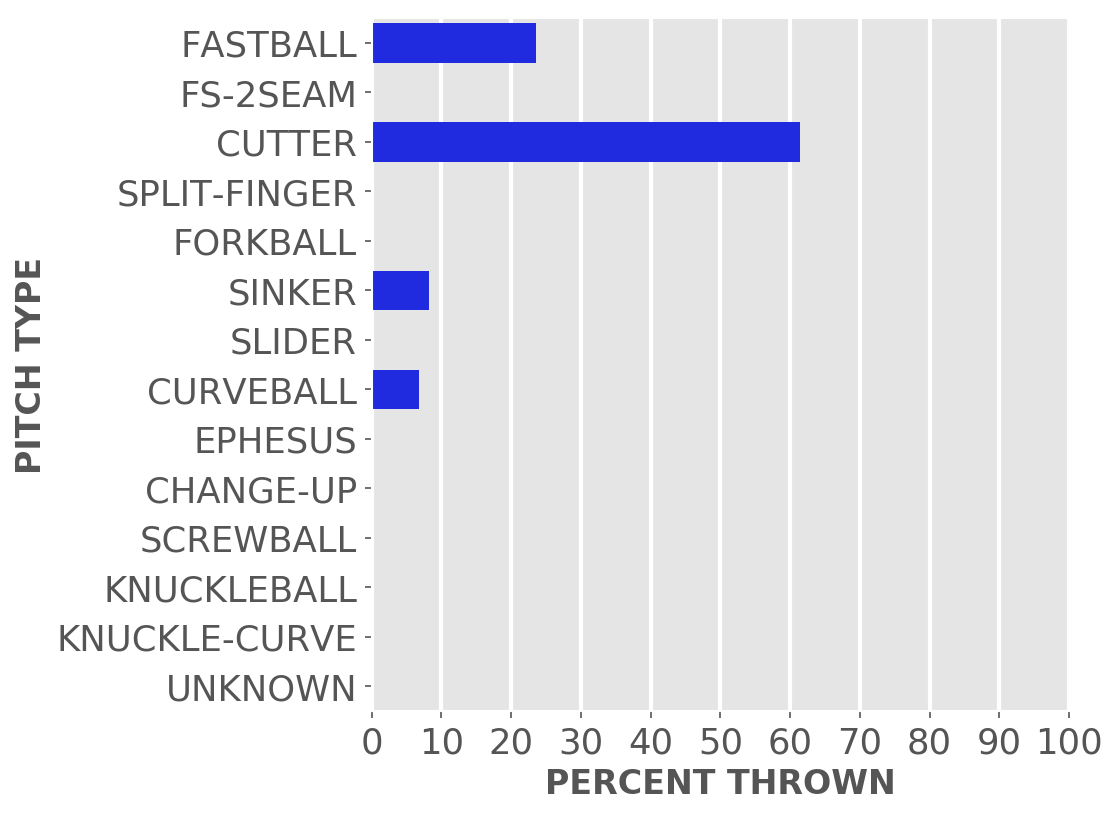 FASTBALL
FS-2SEAM
CUTTER
SPLIT-FINGER
FORKBALL
SINKER
SLIDER
CURVEBALL
EPHESUS
CHANGE-UP
SCREWBALL
KNUCKLEBALL
KNUCKLE-CURVE
UNKNOWN
PITCH TYPE
0 10 20 30 40 50 60 70 80 90 100
PERCENT THROWN